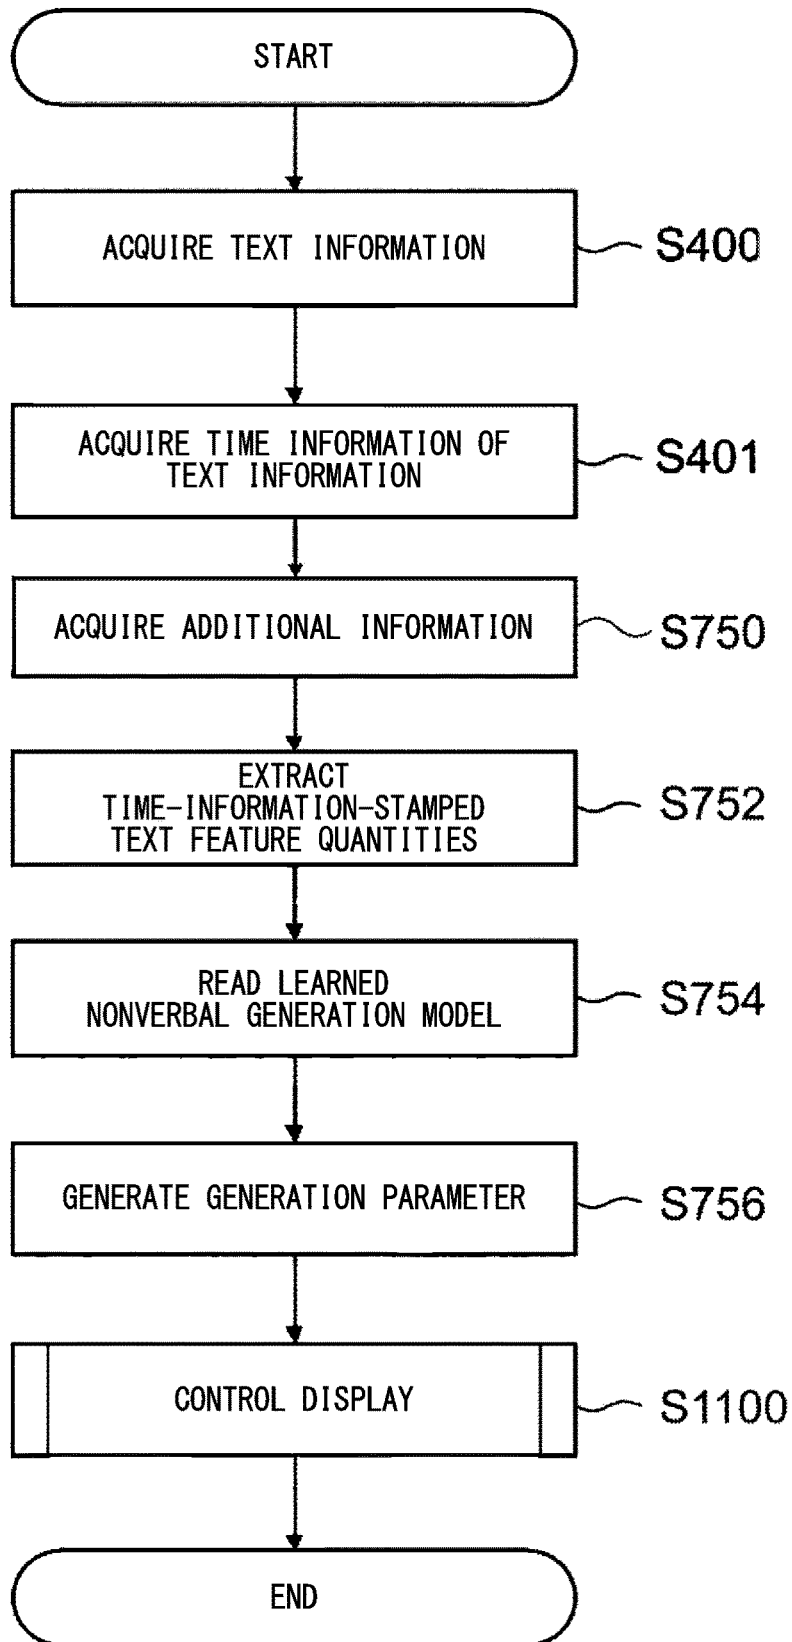 START
ACQUIRE TEXT INFORMATION
S400
ACQUIRE TIME INFORMATION OF
TEXT INFORMATION
S401
ACQUIRE ADDITIONAL INFORMATION
S750
EXTRACT
TIME-INFORMATION-STAMPED
TEXT FEATURE QUANTITIES
S752
READ LEARNED
NONVERBAL GENERATION MODEL
S754
GENERATE GENERATION PARAMETER
S756
CONTROL DISPLAY
S1100
END